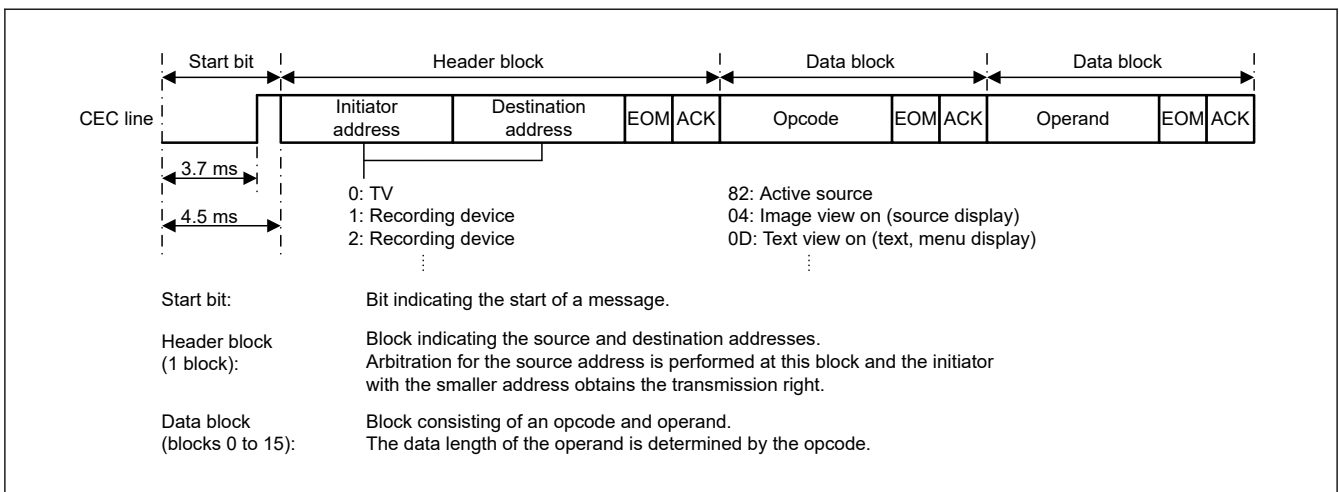 Start bit Header block Data block Data block
CEC line Initiator address Destination address EOM ACK Opcode EOM ACK Operand EOM ACK
3.7 ms
4.5 ms
0: TV
1: Recording device
2: Recording device
82: Active source
04: Image view on (source display)
0D: Text view on (text, menu display)
Start bit: Bit indicating the start of a message.
Header block (1 block): Block indicating the source and destination addresses.
Arbitration for the source address is performed at this block and the initiator
with the smaller address obtains the transmission right.
Data block (blocks 0 to 15): Block consisting of an opcode and operand.
The data length of the operand is determined by the opcode.